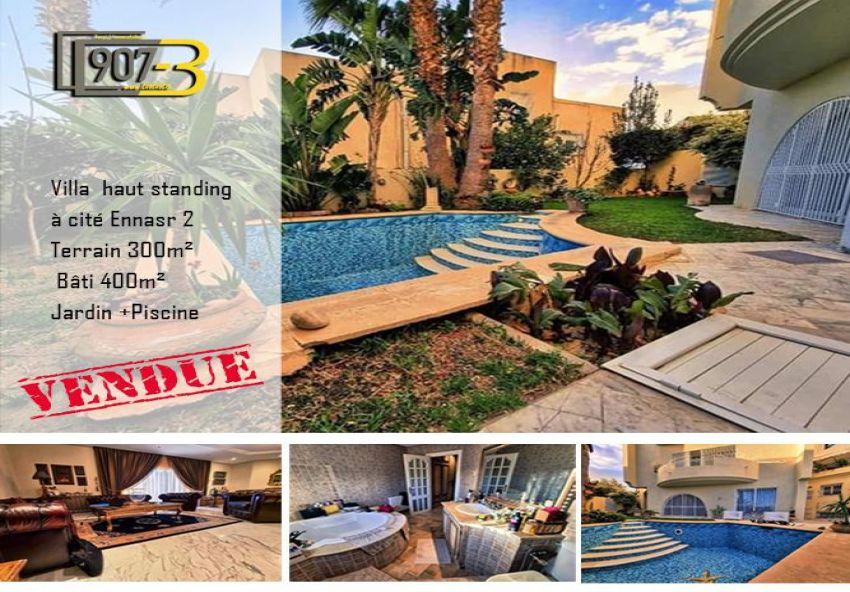 907
B
Villa haut standing
à cité Ennasr 2
Terrain 300m²
Bâti 400m²
Jardin +Piscine
VENDUE